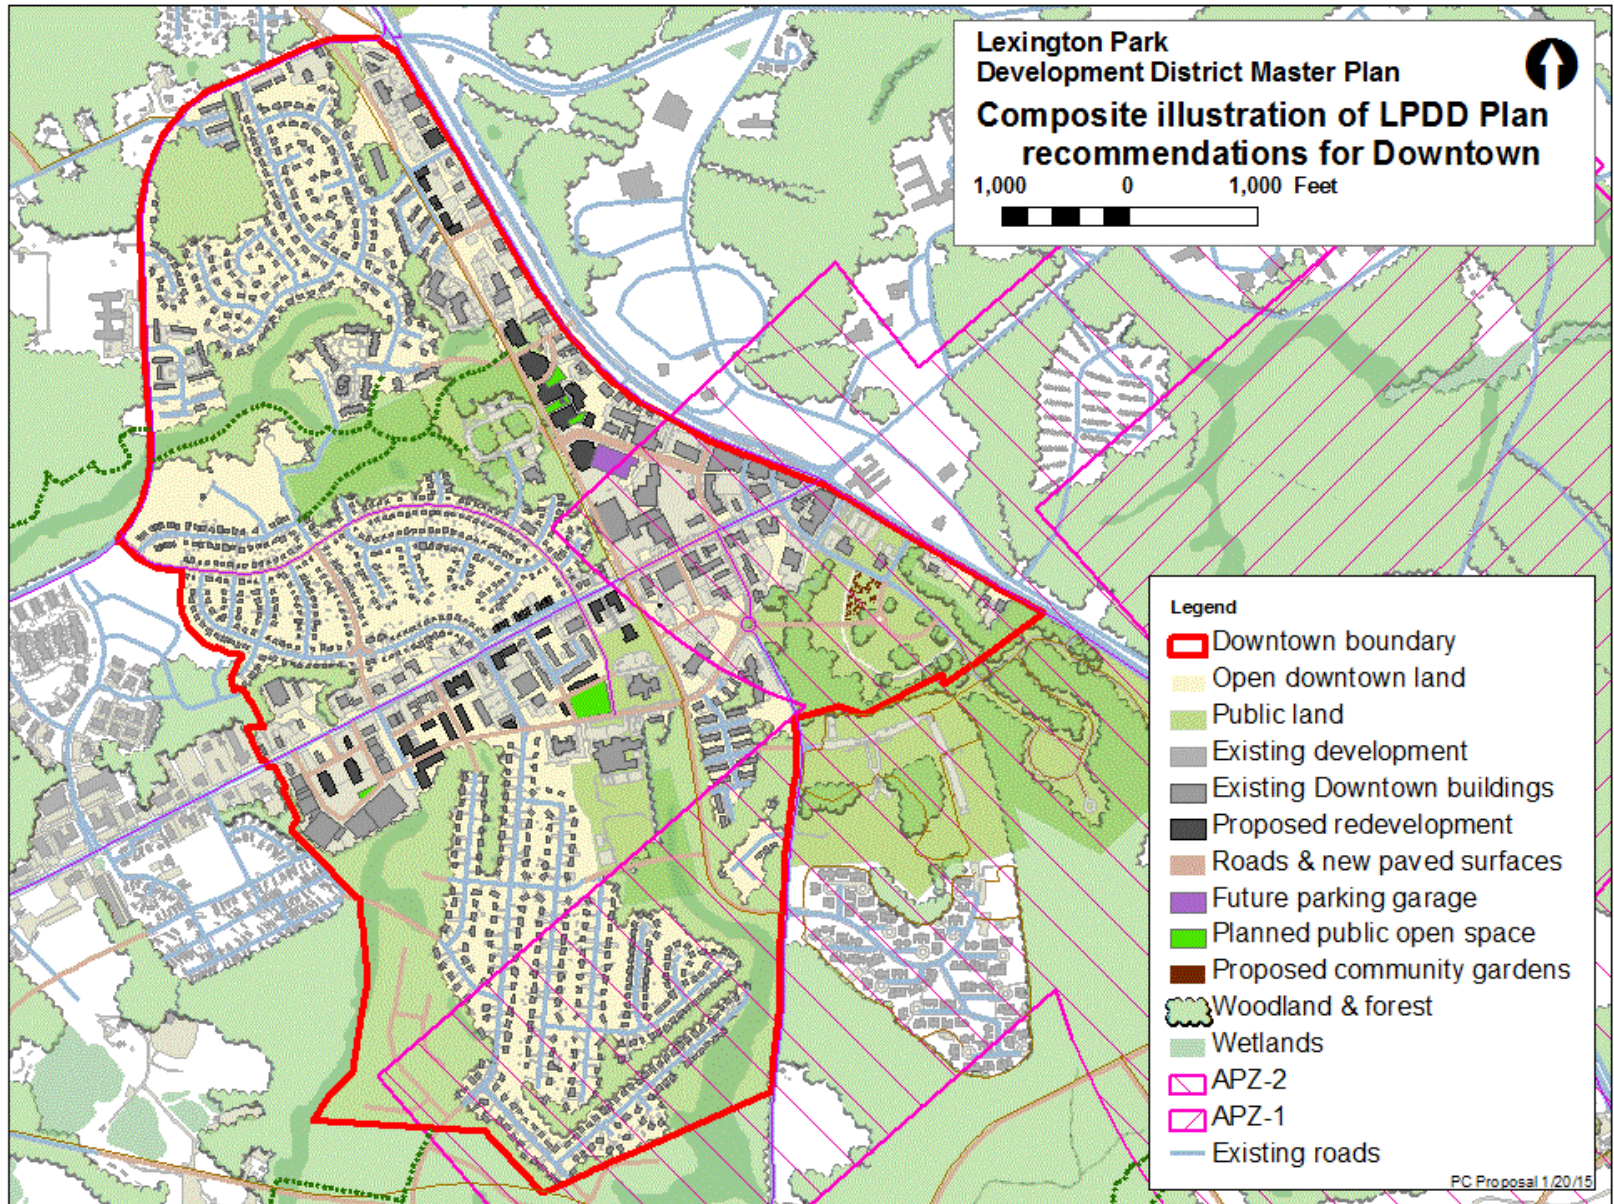 Lexington Park
Development District Master Plan
Composite illustration of LPDD Plan
recommendations for Downtown
1,000 0 1,000 Feet
Legend
Downtown boundary
Open downtown land
Public land
Existing development
Existing Downtown buildings
Proposed redevelopment
Roads & new paved surfaces
Future parking garage
Planned public open space
Proposed community gardens
Woodland & forest
Wetlands
APZ-2
APZ-1
Existing roads
PC Proposal 1/20/15